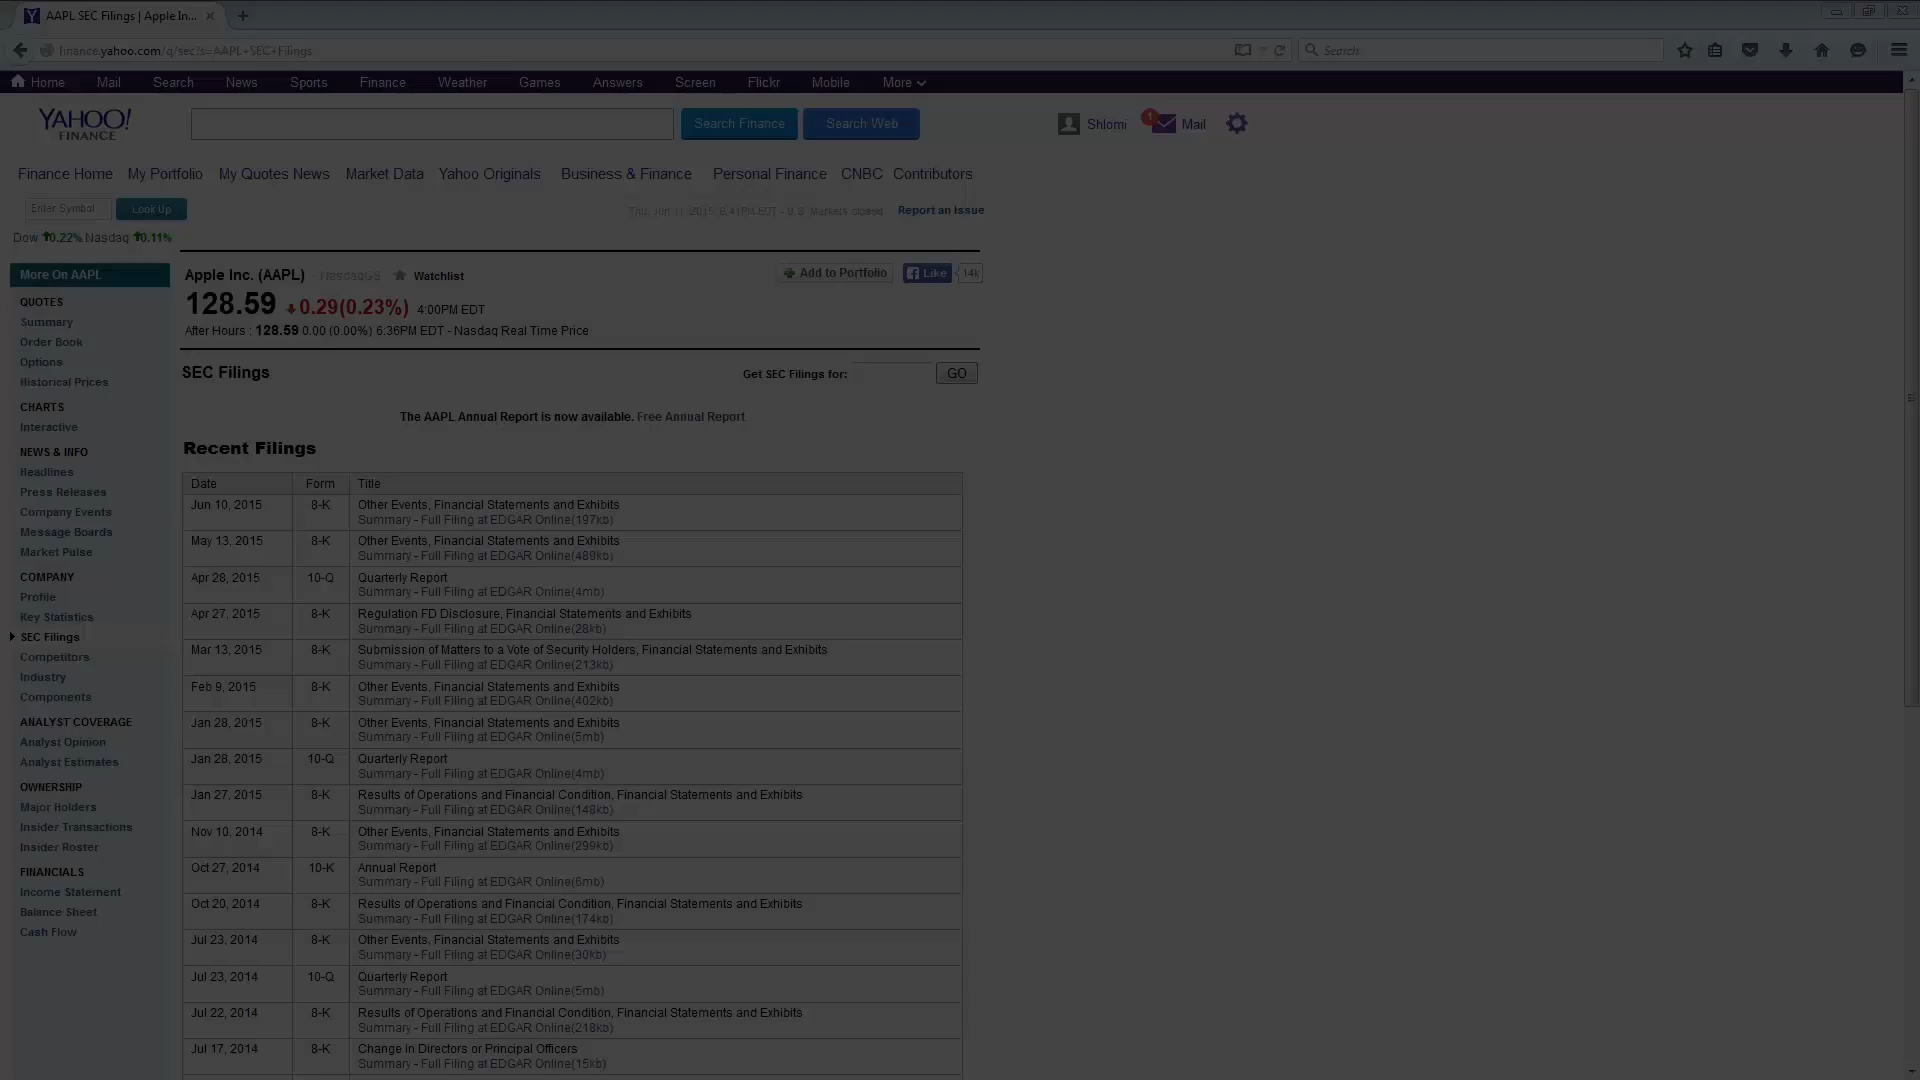 AAPL SEC Filings | Apple In...
finance.yahoo.com/q/sec?s=AAPL+SEC+Filings
Search
Home Mail Search News Sports Finance Weather Games Answers Screen Flickr Mobile More
YAHOO!
FINANCE
Search Finance
Search Web
Shlomi
1
Mail
Finance Home My Portfolio My Quotes News Market Data Yahoo Originals Business & Finance Personal Finance CNBC Contributors
Enter Symbol
Look Up
Thu, Jun 11, 2015, 6:41PM EDT - U.S. Markets closed
Report an Issue
Dow 0.22% Nasdaq 0.11%
More On AAPL
QUOTES
Summary
Order Book
Options
Historical Prices
CHARTS
Interactive
NEWS & INFO
Headlines
Press Releases
Company Events
Message Boards
Market Pulse
COMPANY
Profile
Key Statistics
SEC Filings
Competitors
Industry
Components
ANALYST COVERAGE
Analyst Opinion
Analyst Estimates
OWNERSHIP
Major Holders
Insider Transactions
Insider Roster
FINANCIALS
Income Statement
Balance Sheet
Cash Flow
Apple Inc. (AAPL) - NasdaqGS Watchlist
Add to Portfolio
Like
14k
128.59 0.29(0.23%) 4:00PM EDT
After Hours : 128.59 0.00 (0.00%) 6:36PM EDT - Nasdaq Real Time Price
SEC Filings
Get SEC Filings for:
GO
The AAPL Annual Report is now available. Free Annual Report
Recent Filings
Date Form Title
Jun 10, 2015 8-K Other Events, Financial Statements and Exhibits
Summary - Full Filing at EDGAR Online(197kb)
May 13, 2015 8-K Other Events, Financial Statements and Exhibits
Summary - Full Filing at EDGAR Online(489kb)
Apr 28, 2015 10-Q Quarterly Report
Summary - Full Filing at EDGAR Online(4mb)
Apr 27, 2015 8-K Regulation FD Disclosure, Financial Statements and Exhibits
Summary - Full Filing at EDGAR Online(28kb)
Mar 13, 2015 8-K Submission of Matters to a Vote of Security Holders, Financial Statements and Exhibits
Summary - Full Filing at EDGAR Online(213kb)
Feb 9, 2015 8-K Other Events, Financial Statements and Exhibits
Summary - Full Filing at EDGAR Online(402kb)
Jan 28, 2015 8-K Other Events, Financial Statements and Exhibits
Summary - Full Filing at EDGAR Online(5mb)
Jan 28, 2015 10-Q Quarterly Report
Summary - Full Filing at EDGAR Online(4mb)
Jan 27, 2015 8-K Results of Operations and Financial Condition, Financial Statements and Exhibits
Summary - Full Filing at EDGAR Online(148kb)
Nov 10, 2014 8-K Other Events, Financial Statements and Exhibits
Summary - Full Filing at EDGAR Online(299kb)
Oct 27, 2014 10-K Annual Report
Summary - Full Filing at EDGAR Online(6mb)
Oct 20, 2014 8-K Results of Operations and Financial Condition, Financial Statements and Exhibits
Summary - Full Filing at EDGAR Online(174kb)
Jul 23, 2014 8-K Other Events, Financial Statements and Exhibits
Summary - Full Filing at EDGAR Online(30kb)
Jul 23, 2014 10-Q Quarterly Report
Summary - Full Filing at EDGAR Online(5mb)
Jul 22, 2014 8-K Results of Operations and Financial Condition, Financial Statements and Exhibits
Summary - Full Filing at EDGAR Online(218kb)
Jul 17, 2014 8-K Change in Directors or Principal Officers
Summary - Full Filing at EDGAR Online(15kb)